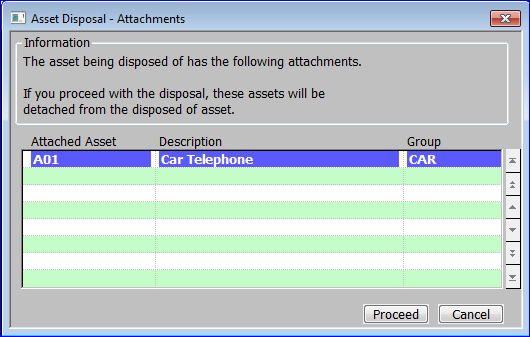 Asset Disposal - Attachments
Information
The asset being disposed of has the following attachments.
If you proceed with the disposal, these assets will be
detached from the disposed of asset.
Attached Asset Description Group
A01 Car Telephone CAR
Proceed Cancel